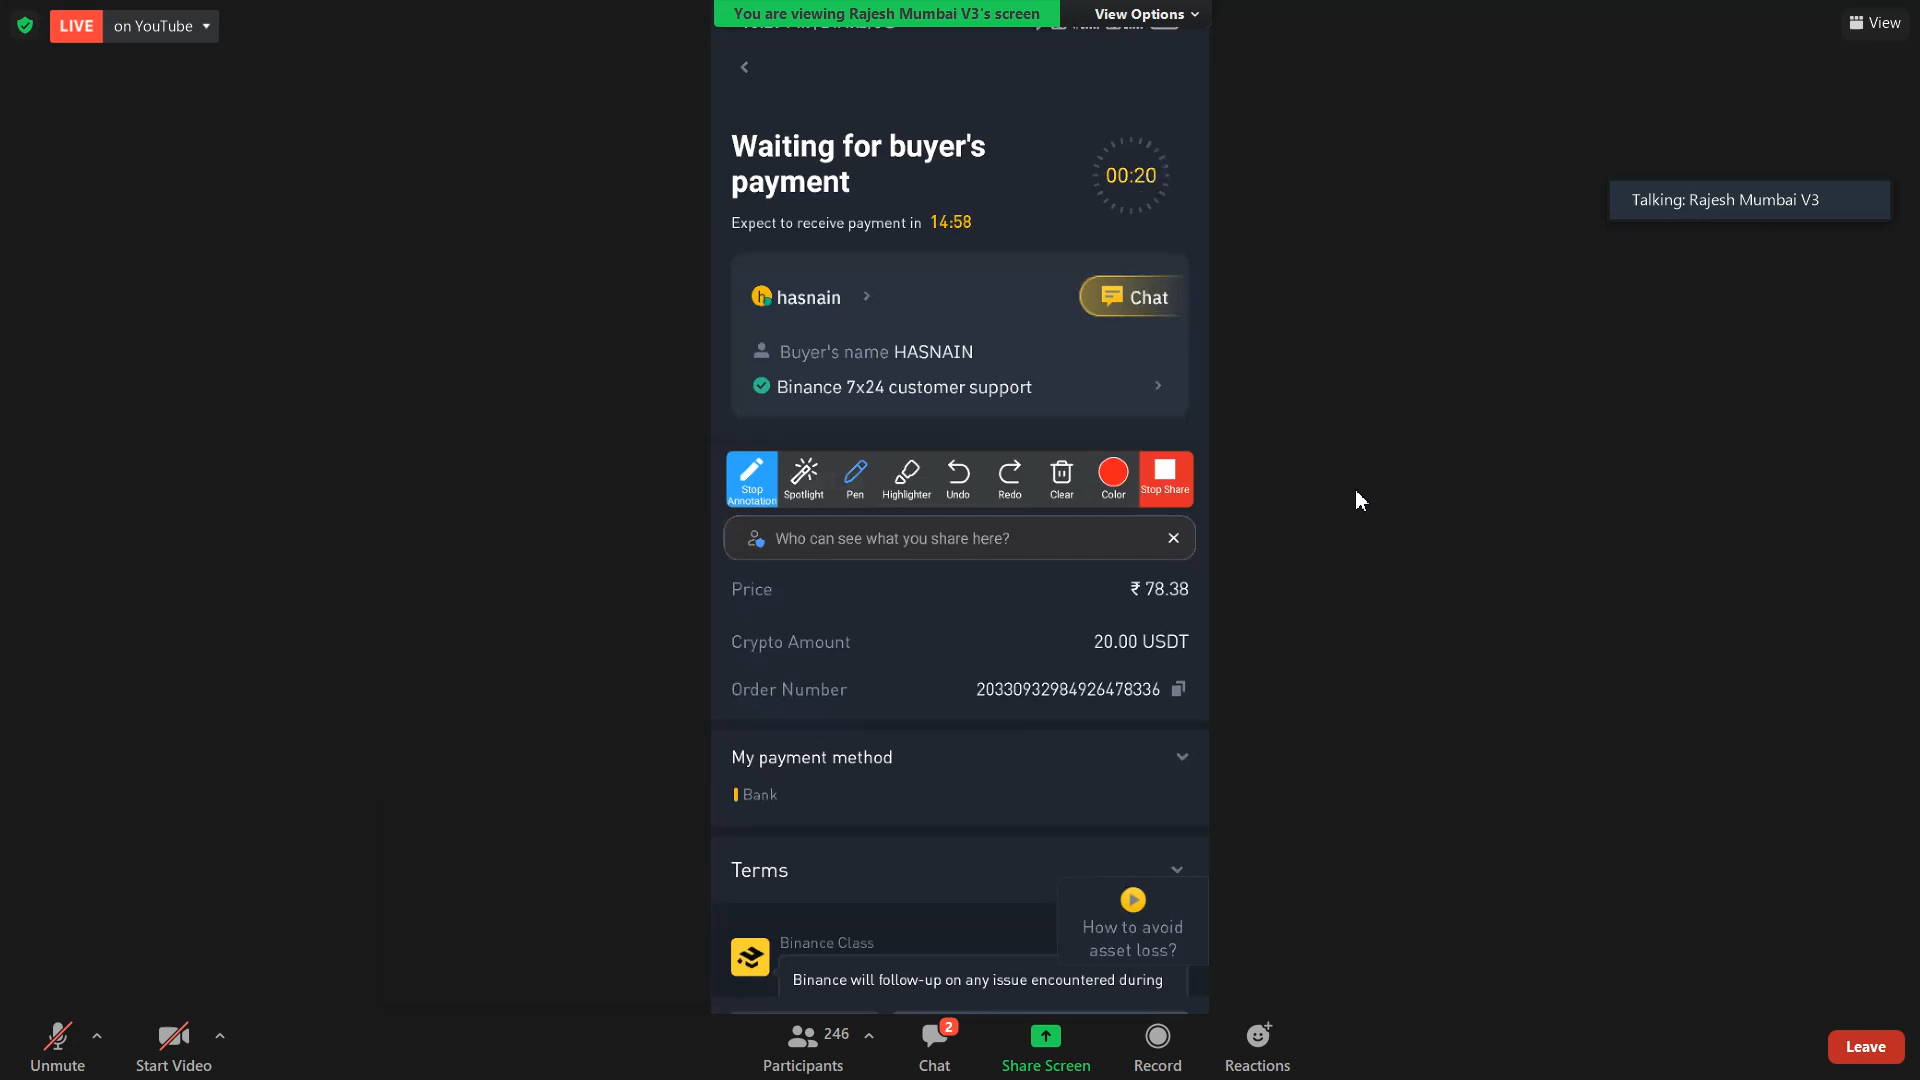 You are viewing Rajesh Mumbai V3's screen
View Options
LIVE on YouTube
View
Talking: Rajesh Mumbai V3
Waiting for buyer's
payment
00:20
Expect to receive payment in 14:58
hasnain
Chat
Buyer's name HASNAIN
Binance 7x24 customer support
Stop Annotation
Spotlight
Pen
Highlighter
Undo
Redo
Clear
Color
Stop Share
Who can see what you share here?
Price ₹ 78.38
Crypto Amount 20.00 USDT
Order Number 20330932984926478336
My payment method
Bank
Terms
How to avoid
asset loss?
Binance Class
Binance will follow-up on any issue encountered during
Unmute
Start Video
246
Participants
2
Chat
Share Screen
Record
Reactions
Leave